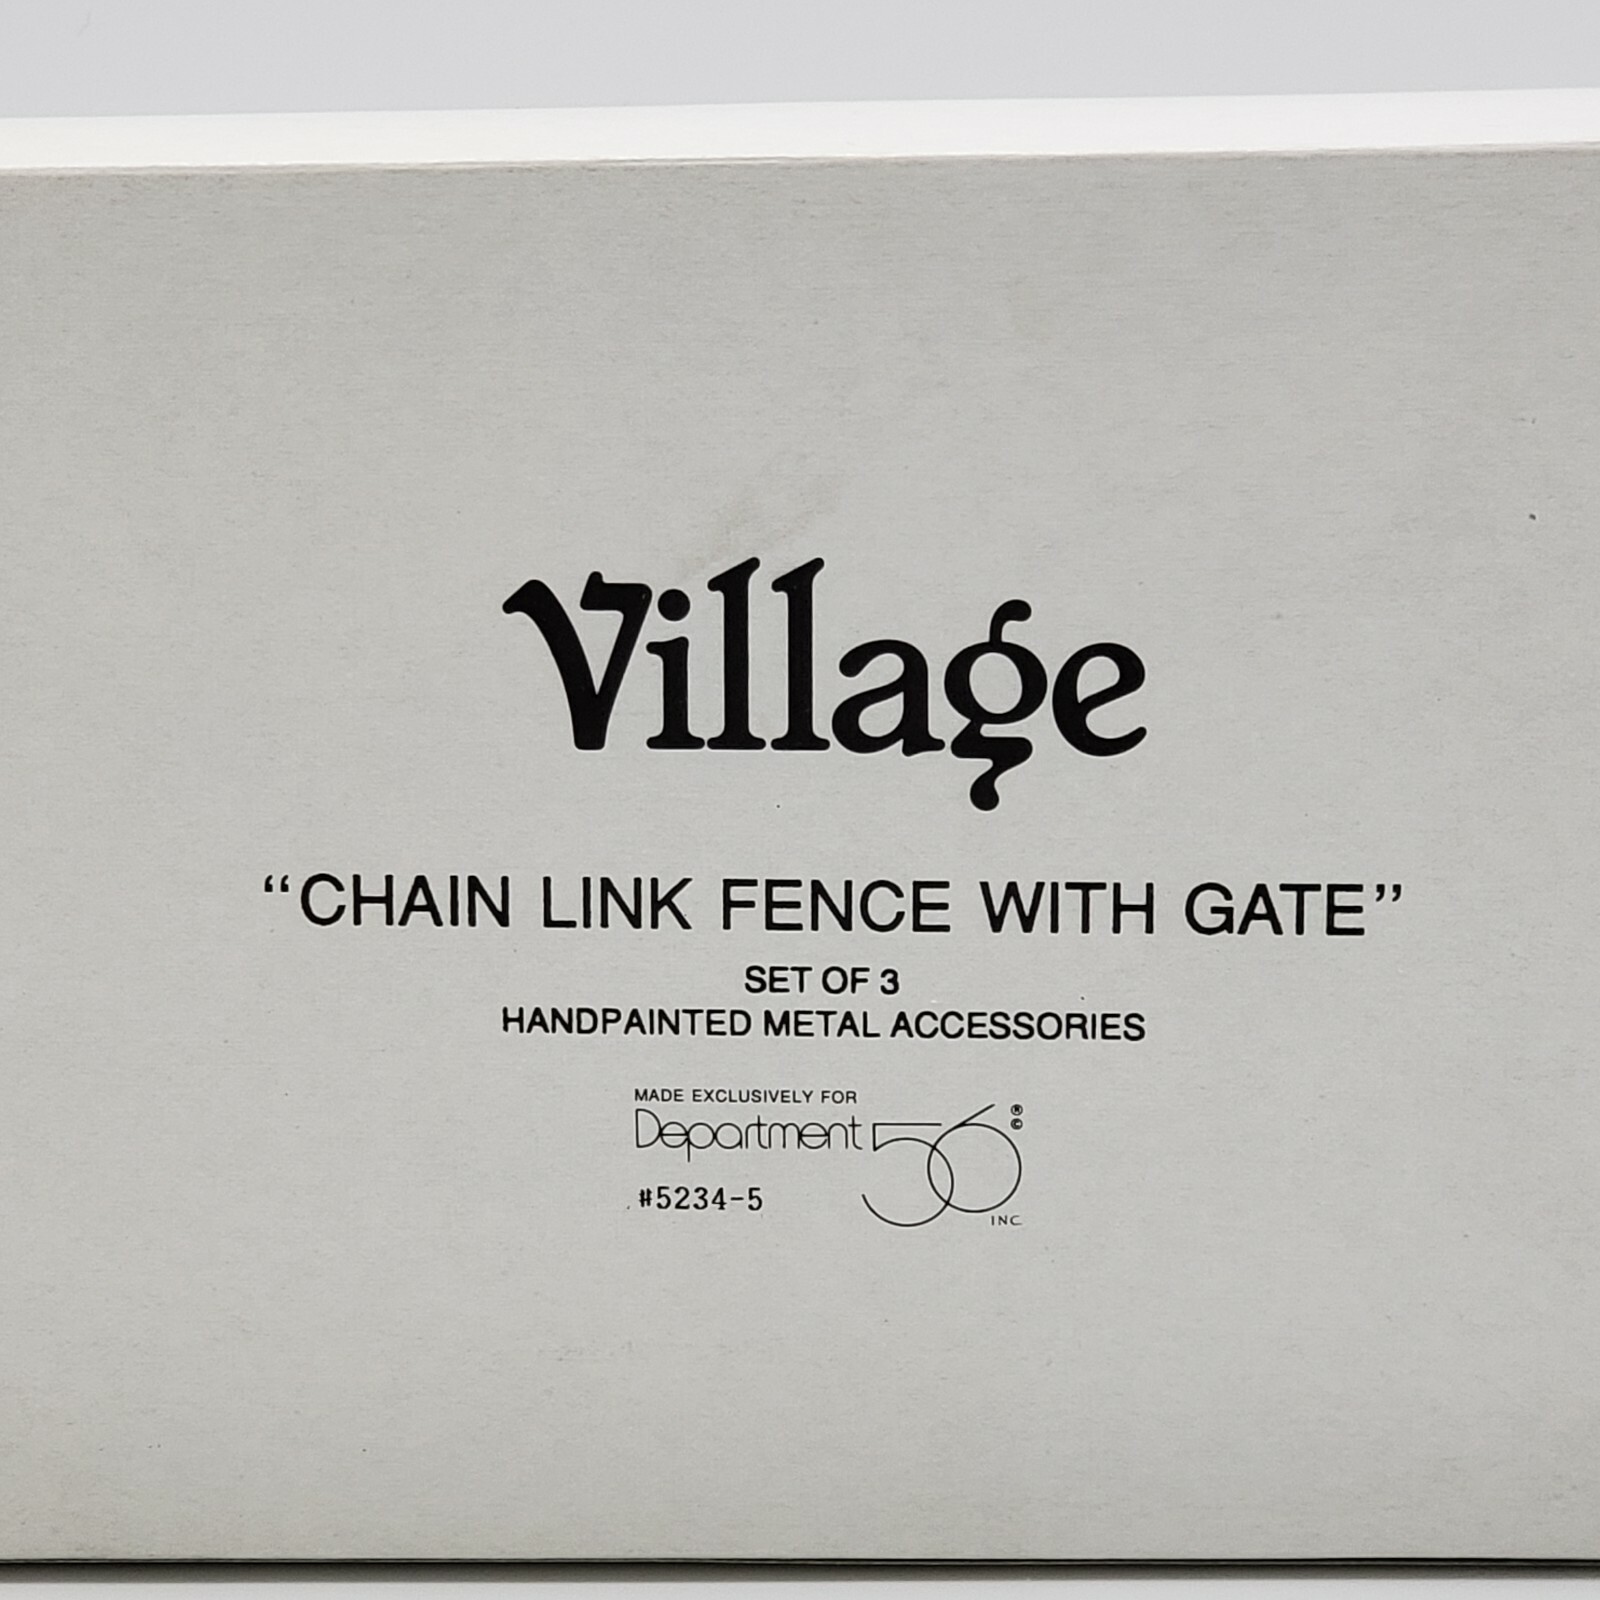 Village
“CHAIN LINK FENCE WITH GATE”
SET OF 3
HANDPAINTED METAL ACCESSORIES
MADE EXCLUSIVELY FOR
Department 56 ® ©
#5234-5
INC.